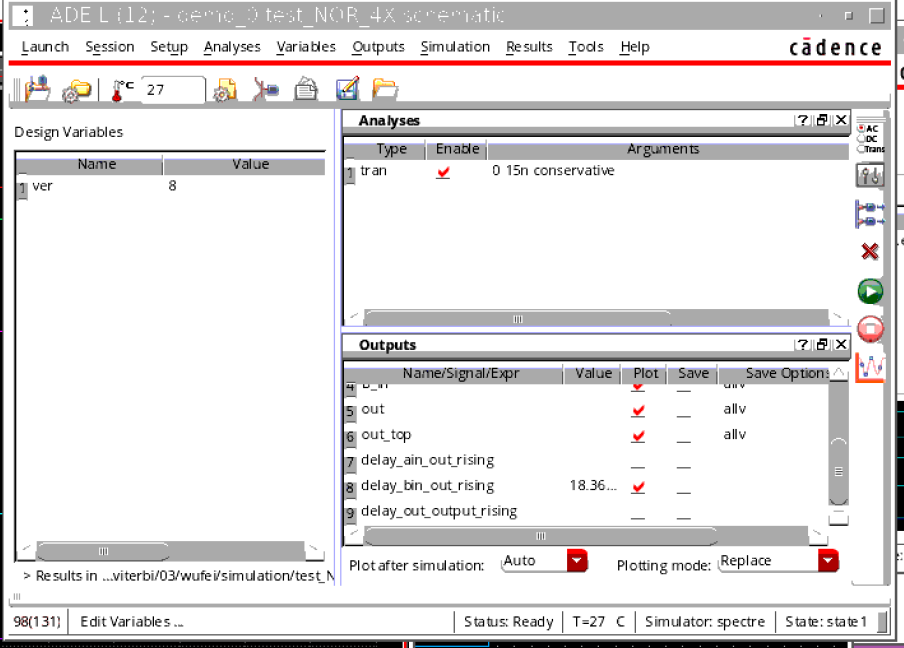 ADE L (12) - demo_0 test_NOR_4X schematic
Launch Session Setup Analyses Variables Outputs Simulation Results Tools Help cādence
°C 27
Design Variables
Name Value
1 ver 8
> Results in ...viterbi/03/wufei/simulation/test_N
Analyses
Type Enable Arguments
1 tran 0 15n conservative
AC
DC
Trans
Outputs
Name/Signal/Expr Value Plot Save Save Options
4 B_in allv
5 out allv
6 out_top allv
7 delay_ain_out_rising
8 delay_bin_out_rising 18.36...
9 delay_out_output_rising
Plot after simulation: Auto Plotting mode: Replace
98(131) Edit Variables ... Status: Ready T=27 C Simulator: spectre State: state1